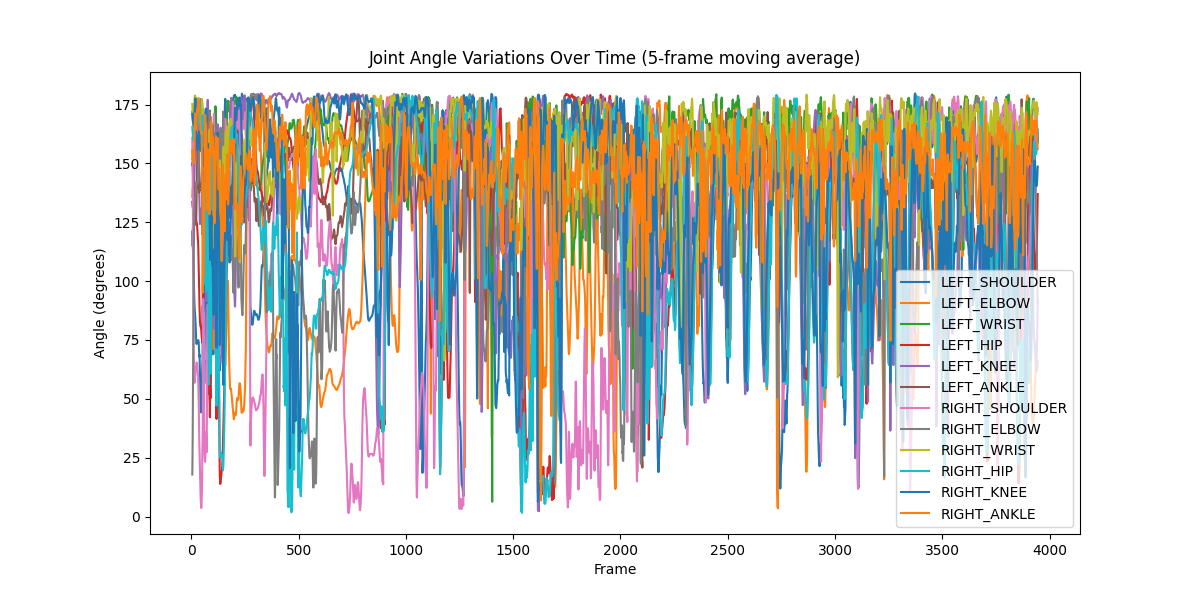 Joint Angle Variations Over Time (5-frame moving average)
175
150
125
100
75
50
25
0
Angle (degrees)
LEFT_SHOULDER
LEFT_ELBOW
LEFT_WRIST
LEFT_HIP
LEFT_KNEE
LEFT_ANKLE
RIGHT_SHOULDER
RIGHT_ELBOW
RIGHT_WRIST
RIGHT_HIP
RIGHT_KNEE
RIGHT_ANKLE
0 500 1000 1500 2000 2500 3000 3500 4000
Frame